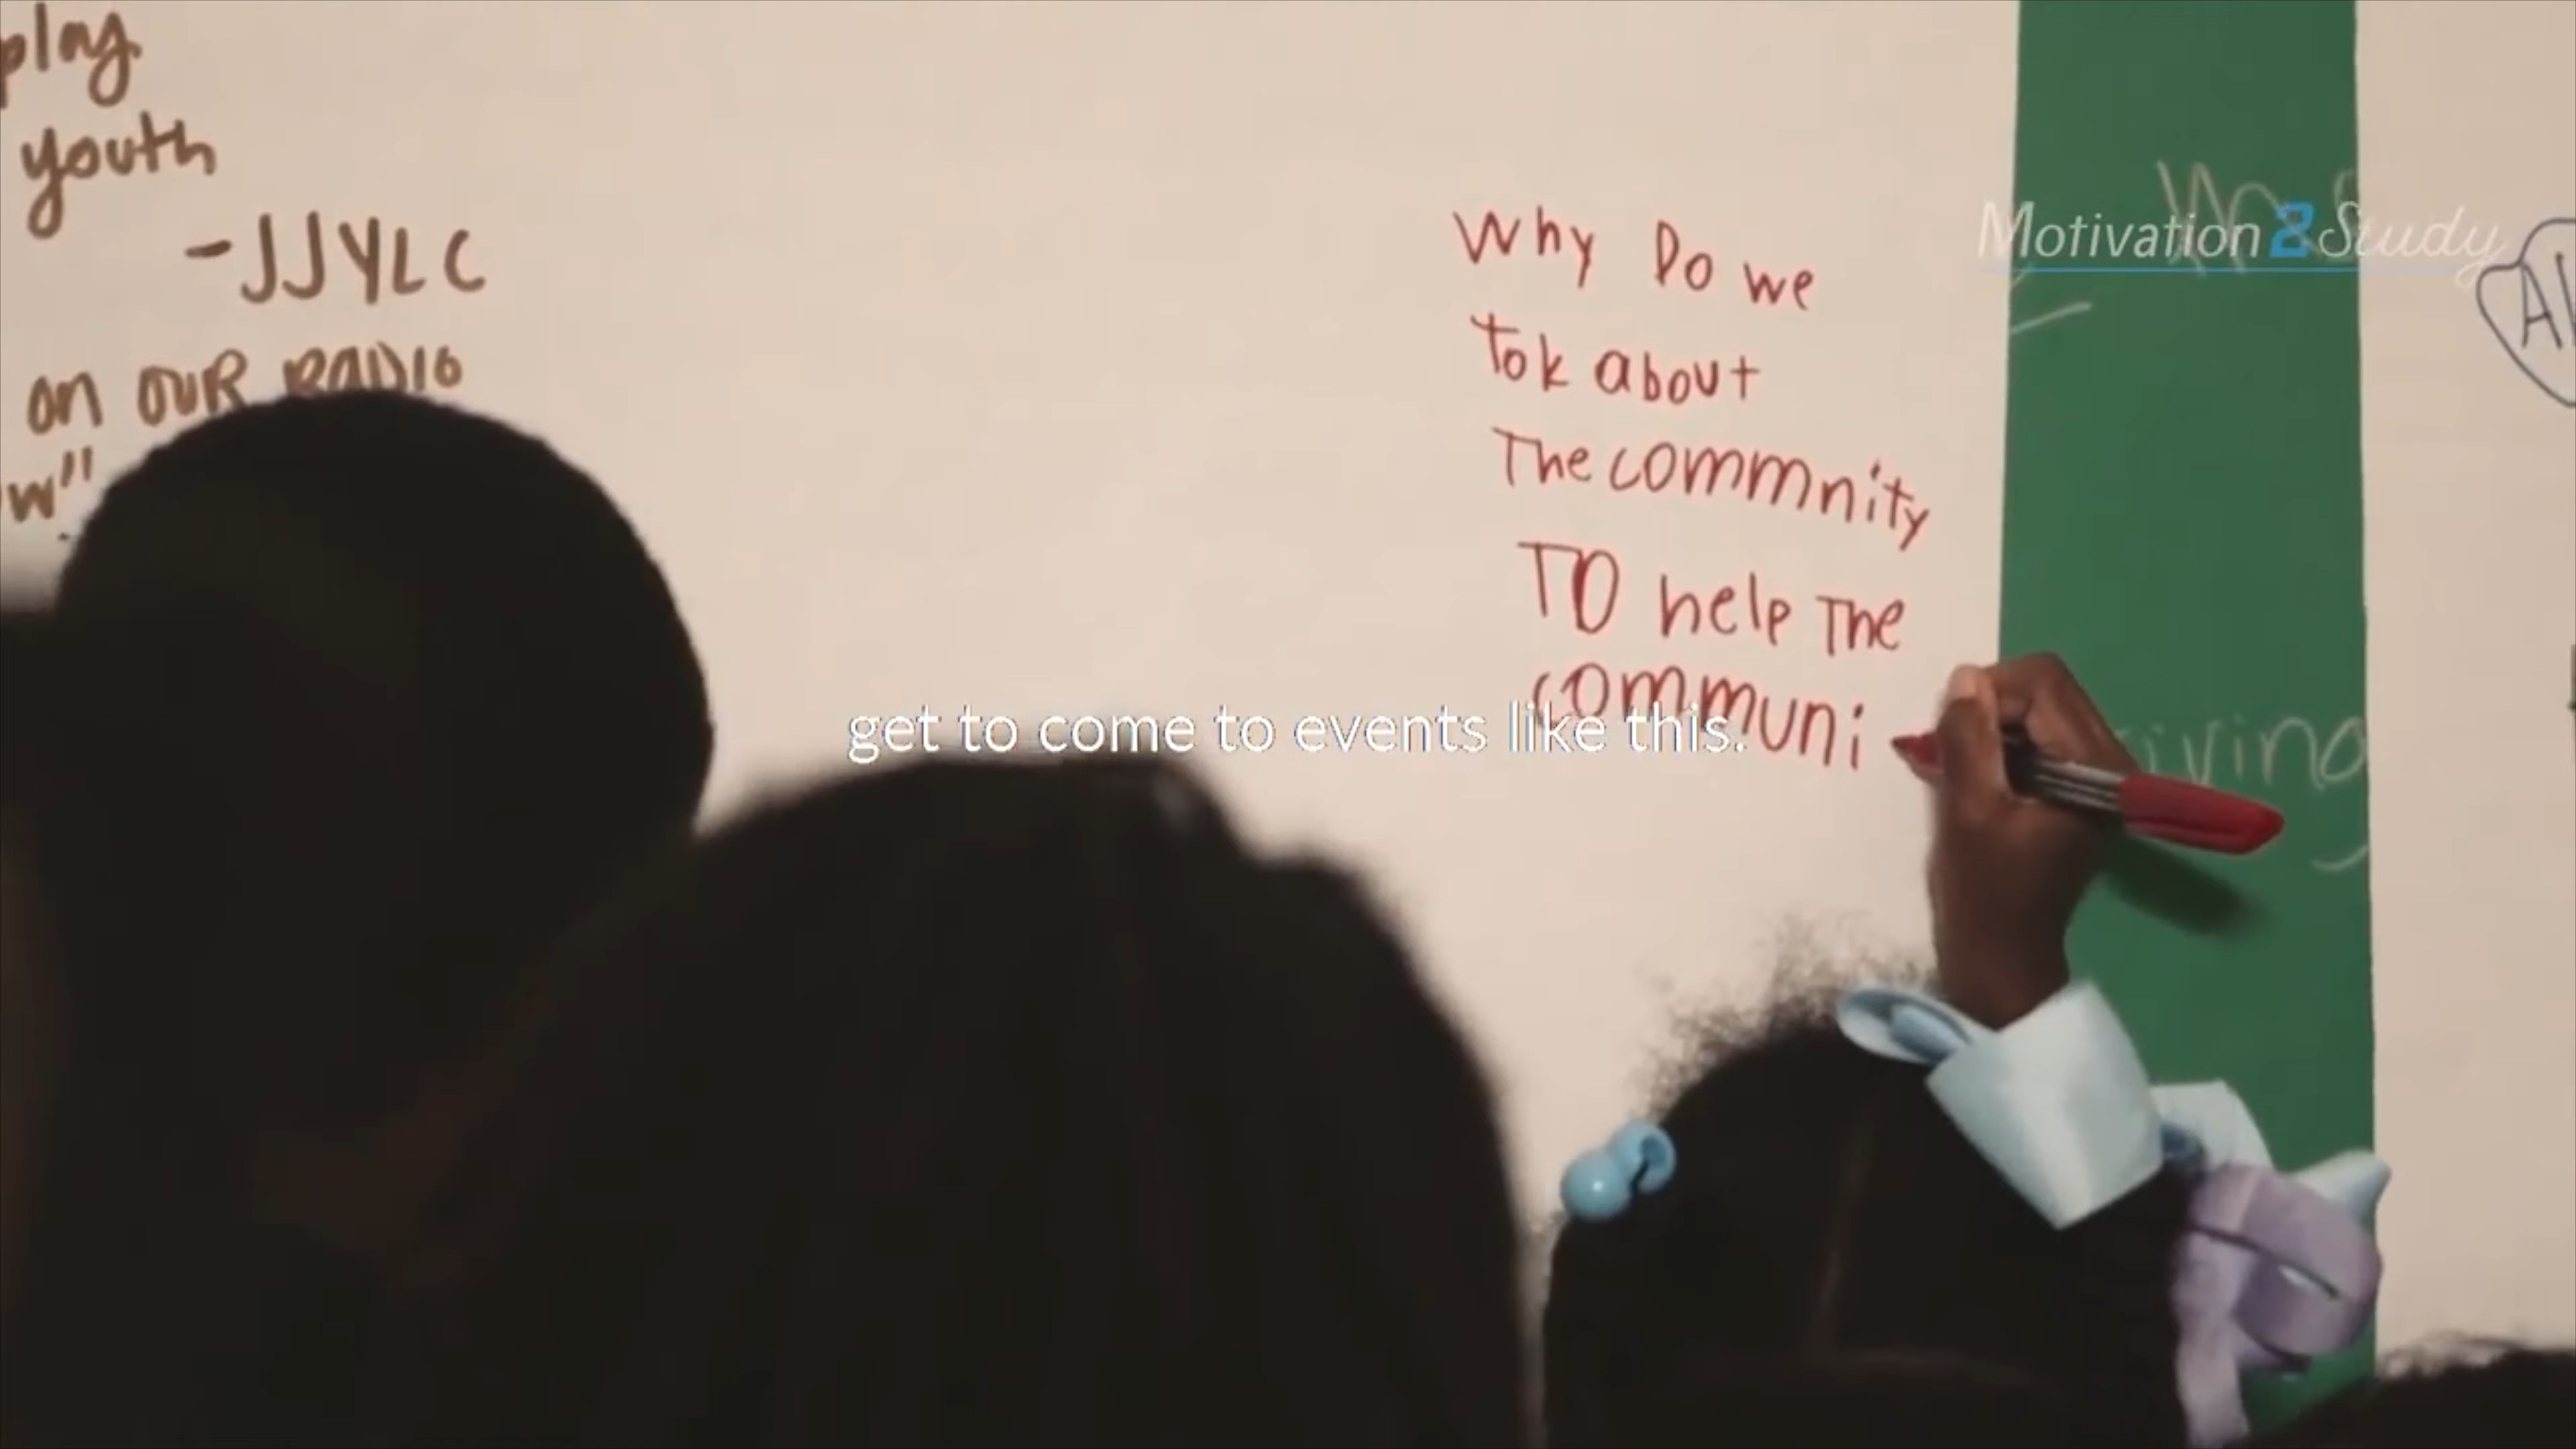 play
youth
-JJYLC
on OUR RADIO
Why Do we
tok about
The commnity
TO help The
communi
Motivation2Study
get to come to events like this.